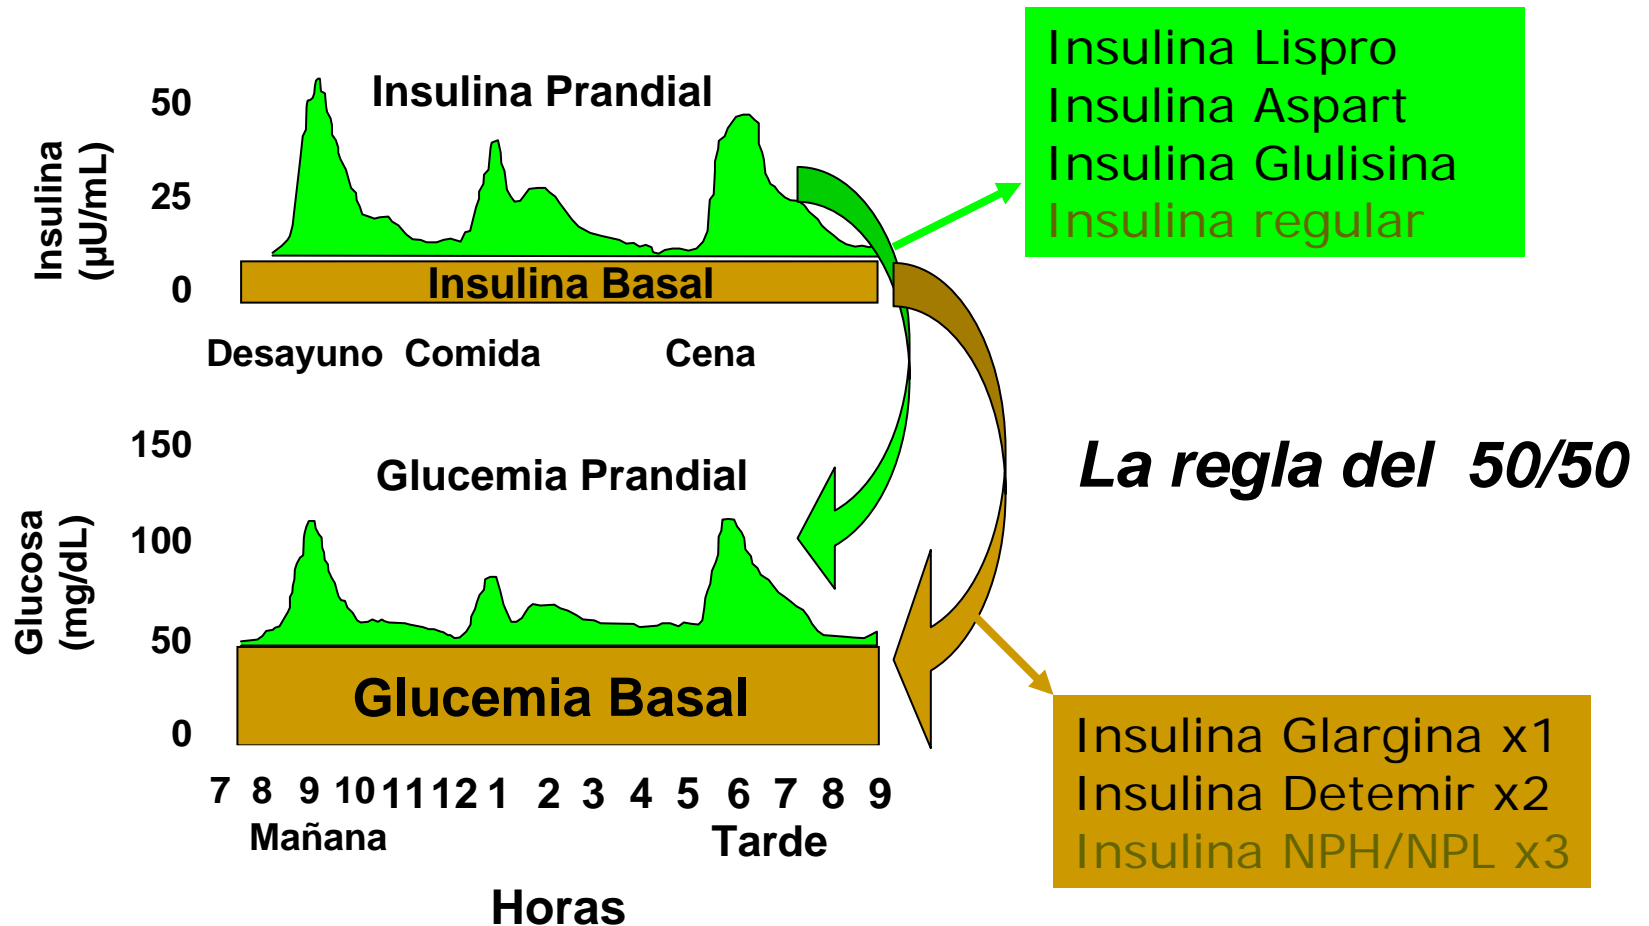 Insulina Lispro
Insulina Aspart
Insulina Glulisina
Insulina regular
Insulina Prandial
50
25
0
Insulina
(µU/mL)
Insulina Basal
Desayuno Comida Cena
150
100
50
0
Glucosa
(mg/dL)
Glucemia Prandial
Glucemia Basal
La regla del 50/50
7 8 9 10 11 12 1 2 3 4 5 6 7 8 9
Mañana Tarde
Horas
Insulina Glargina x1
Insulina Detemir x2
Insulina NPH/NPL x3